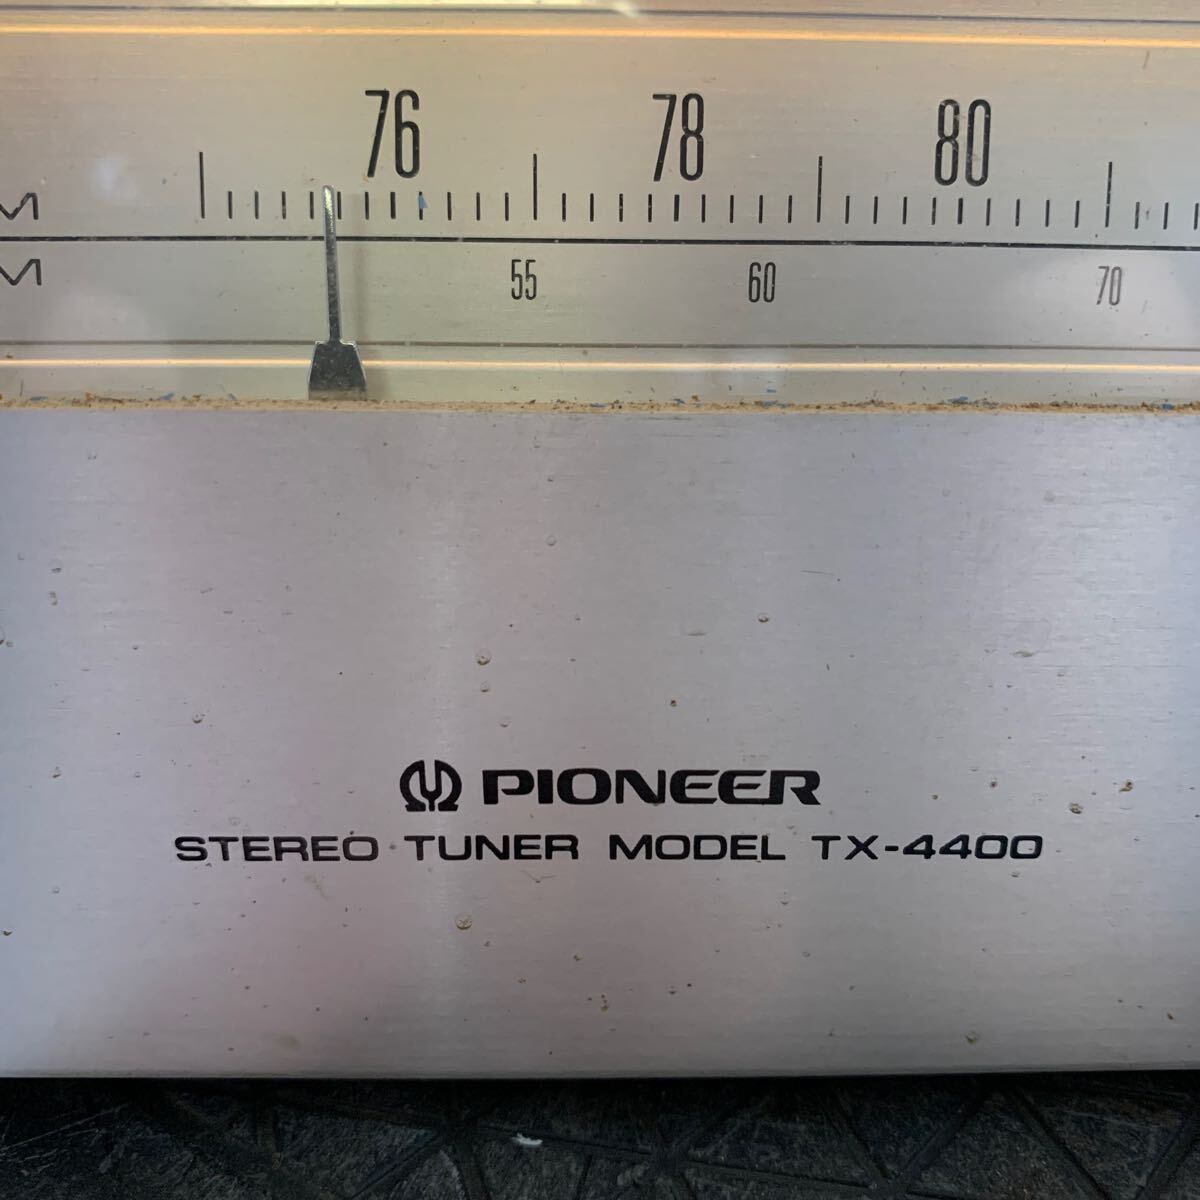 76 78 80
M
M 55 60 70
PIONEER
STEREO TUNER MODEL TX-4400